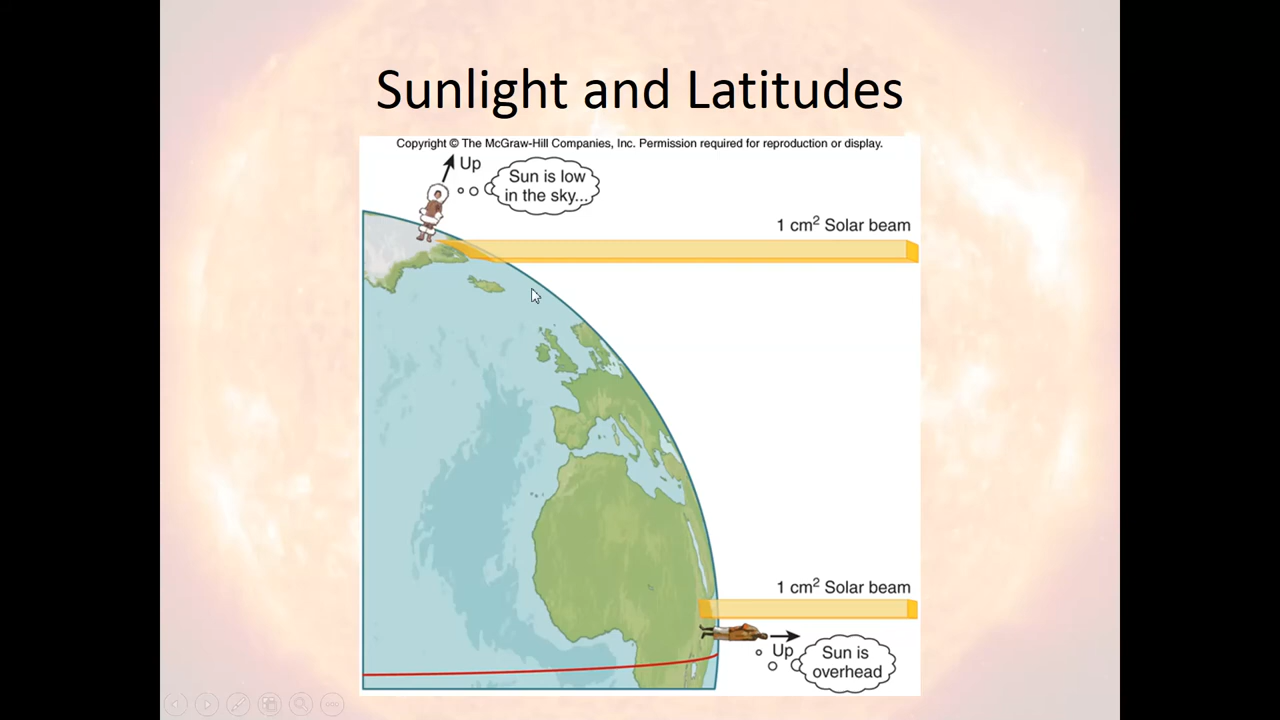 Sunlight and Latitudes
Copyright © The McGraw-Hill Companies, Inc. Permission required for reproduction or display.
Up
Sun is low
in the sky...
1 cm² Solar beam
1 cm² Solar beam
Up
Sun is
overhead